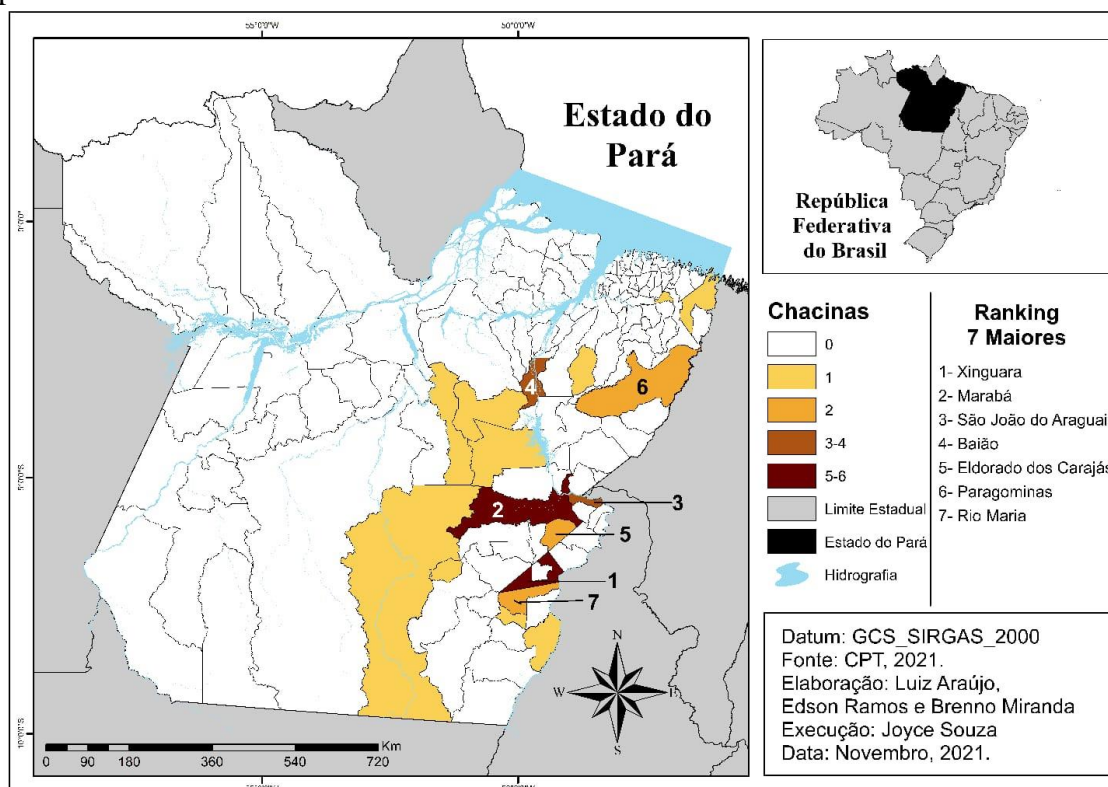 55°0'0"W
50°0'0"W
Estado do
Pará
0°0'0"
5°0'0"S
10°0'0"S
4
6
2
3
5
1
7
N
W
E
S
0 90 180 360 540 720
Km
República
Federativa
do Brasil
Chacinas
0
1
2
3-4
5-6
Limite Estadual
Estado do Pará
Hidrografia
Ranking
7 Maiores
1- Xinguara
2- Marabá
3- São João do Araguai
4- Baião
5- Eldorado dos Carajás
6- Paragominas
7- Rio Maria
Datum: GCS_SIRGAS_2000
Fonte: CPT, 2021.
Elaboração: Luiz Araújo,
Edson Ramos e Brenno Miranda
Execução: Joyce Souza
Data: Novembro, 2021.